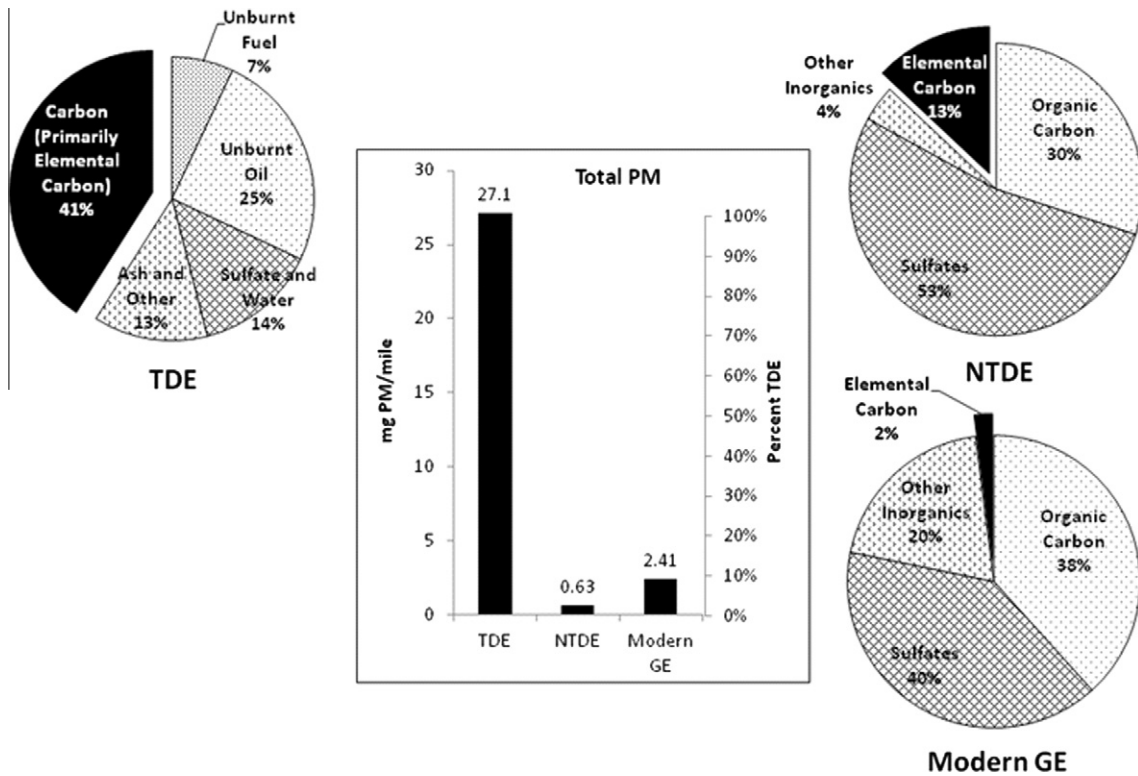 Unburnt
Fuel
7%
Carbon
(Primarily
Elemental
Carbon)
41%
Unburnt
Oil
25%
Ash and
Other
13%
Sulfate and
Water
14%
TDE
Total PM
mg PM/mile
30
25
20
15
10
5
0
27.1
0.63
2.41
TDE
NTDE
Modern
GE
100%
90%
80%
70%
60%
50%
40%
30%
20%
10%
0%
Percent TDE
Other
Inorganics
4%
Elemental
Carbon
13%
Organic
Carbon
30%
Sulfates
53%
NTDE
Elemental
Carbon
2%
Other
Inorganics
20%
Organic
Carbon
38%
Sulfates
40%
Modern GE